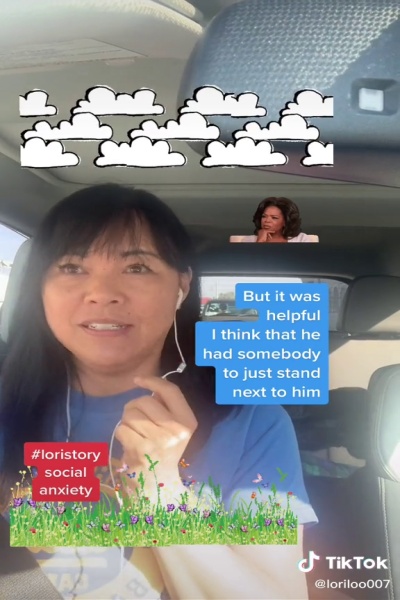 But it was
helpful
I think that he
had somebody
to just stand
next to him
#loristory
social
anxiety
TikTok
@loriloo007